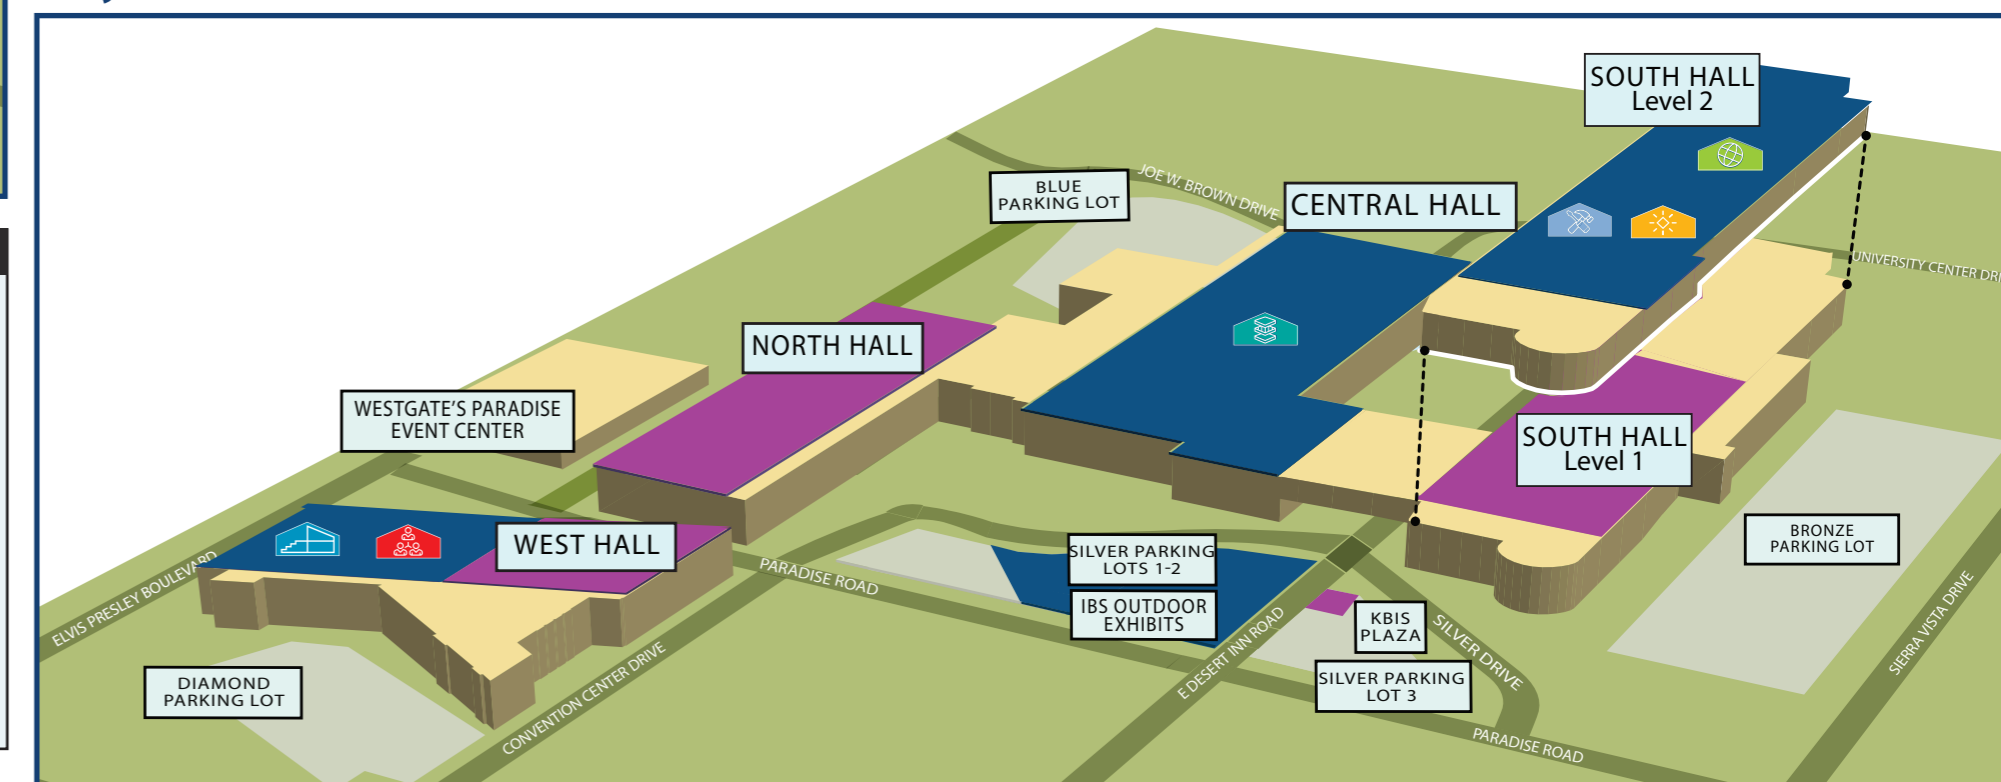 SOUTH HALL
Level 2
BLUE
PARKING LOT
JOE W. BROWN DRIVE
CENTRAL HALL
UNIVERSITY CENTER DRI
NORTH HALL
WESTGATE'S PARADISE
EVENT CENTER
SOUTH HALL
Level 1
WEST HALL
ELVIS PRESLEY BOULEVARD
PARADISE ROAD
SILVER PARKING
LOTS 1-2
IBS OUTDOOR
EXHIBITS
BRONZE
PARKING LOT
KBIS
PLAZA
SILVER DRIVE
SIERRA VISTA DRIVE
E DESERT INN ROAD
DIAMOND
PARKING LOT
CONVENTION CENTER DRIVE
SILVER PARKING
LOT 3
PARADISE ROAD